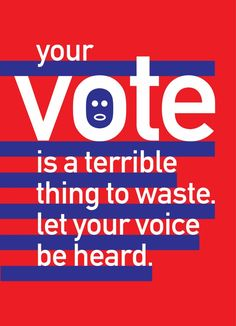 your
vote
is a terrible
thing to waste.
let your voice
be heard.